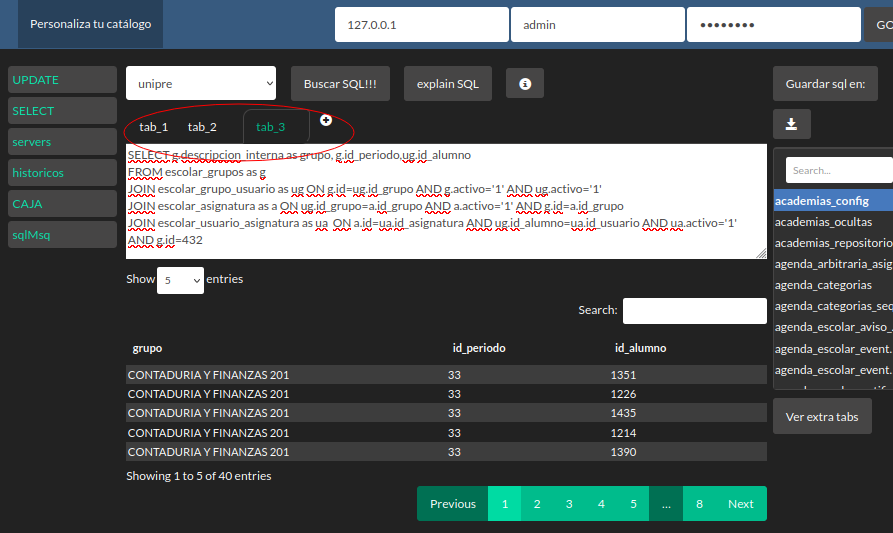 Personaliza tu catálogo
127.0.0.1
admin
••••••••
GO
UPDATE
SELECT
servers
historicos
CAJA
sqlMsq
unipre
Buscar SQL!!!
explain SQL
Guardar sql en:
tab_1
tab_2
tab_3
SELECT g.descripcion_interna as grupo, g.id_periodo,ug.id_alumno
FROM escolar_grupos as g
JOIN escolar_grupo_usuario as ug ON g.id=ug.id_grupo AND g.activo='1' AND ug.activo='1'
JOIN escolar_asignatura as a ON ug.id_grupo=a.id_grupo AND a.activo='1' AND g.id=a.id_grupo
JOIN escolar_usuario_asignatura as ua ON a.id=ua.id_asignatura AND ug.id_alumno=ua.id_usuario AND ua.activo='1'
AND g.id=432
Show 5 entries
Search:
grupo id_periodo id_alumno
CONTADURIA Y FINANZAS 201 33 1351
CONTADURIA Y FINANZAS 201 33 1226
CONTADURIA Y FINANZAS 201 33 1435
CONTADURIA Y FINANZAS 201 33 1214
CONTADURIA Y FINANZAS 201 33 1390
Showing 1 to 5 of 40 entries
Previous 1 2 3 4 5 ... 8 Next
Search...
academias_config
academias_ocultas
academias_repositorio
agenda_arbitraria_asig
agenda_categorias
agenda_categorias_sec
agenda_escolar_aviso_
agenda_escolar_event.
agenda_escolar_event.
Ver extra tabs